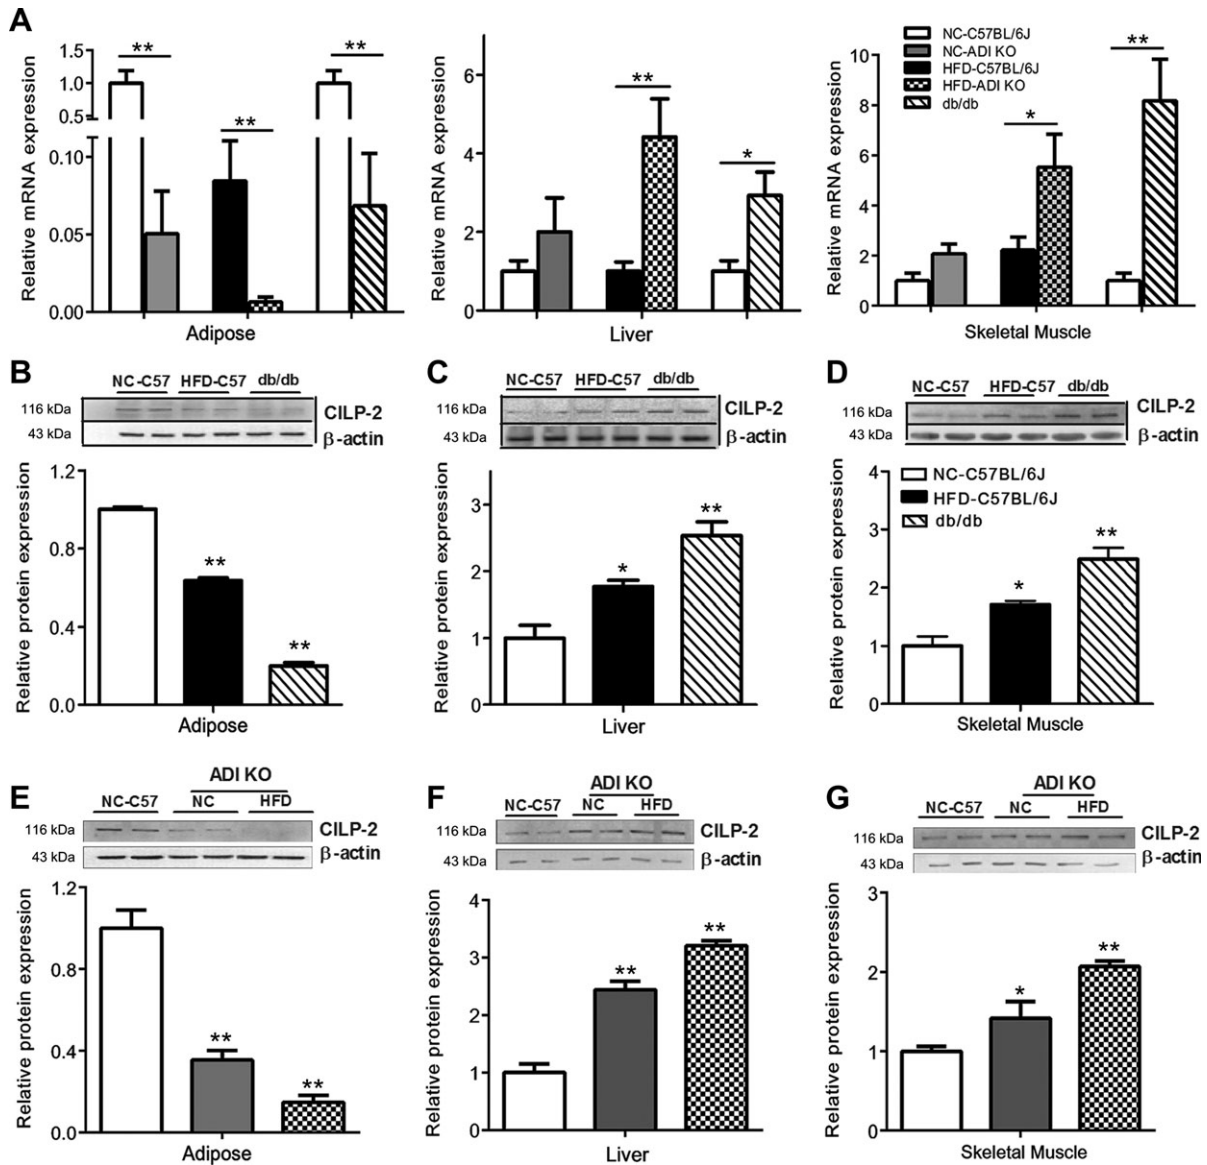 A
Relative mRNA expression
1.5
1.0
0.5
0.10
0.05
0.00
**
**
**
Adipose
Relative mRNA expression
6
4
2
0
**
*
Liver
Relative mRNA expression
10
8
6
4
2
0
NC-C57BL/6J
NC-ADI KO
HFD-C57BL/6J
HFD-ADI KO
db/db
*
**
Skeletal Muscle
B
NC-C57 HFD-C57 db/db
116 kDa CILP-2
43 kDa β-actin
Relative protein expression
1.2
0.8
0.4
0.0
**
**
Adipose
C
NC-C57 HFD-C57 db/db
116 kDa CILP-2
43 kDa β-actin
Relative protein expression
3
2
1
0
*
**
Liver
D
NC-C57 HFD-C57 db/db
116 kDa CILP-2
43 kDa β-actin
Relative protein expression
4
3
2
1
0
NC-C57BL/6J
HFD-C57BL/6J
db/db
*
**
Skeletal Muscle
E
ADI KO
NC-C57 NC HFD
116 kDa CILP-2
43 kDa β-actin
Relative protein expression
1.2
0.8
0.4
0.0
**
**
Adipose
F
ADI KO
NC-C57 NC HFD
116 kDa CILP-2
43 kDa β-actin
Relative protein expression
4
3
2
1
0
**
**
Liver
G
ADI KO
NC-C57 NC HFD
116 kDa CILP-2
43 kDa β-actin
Relative protein expression
3
2
1
0
*
**
Skeletal Muscle